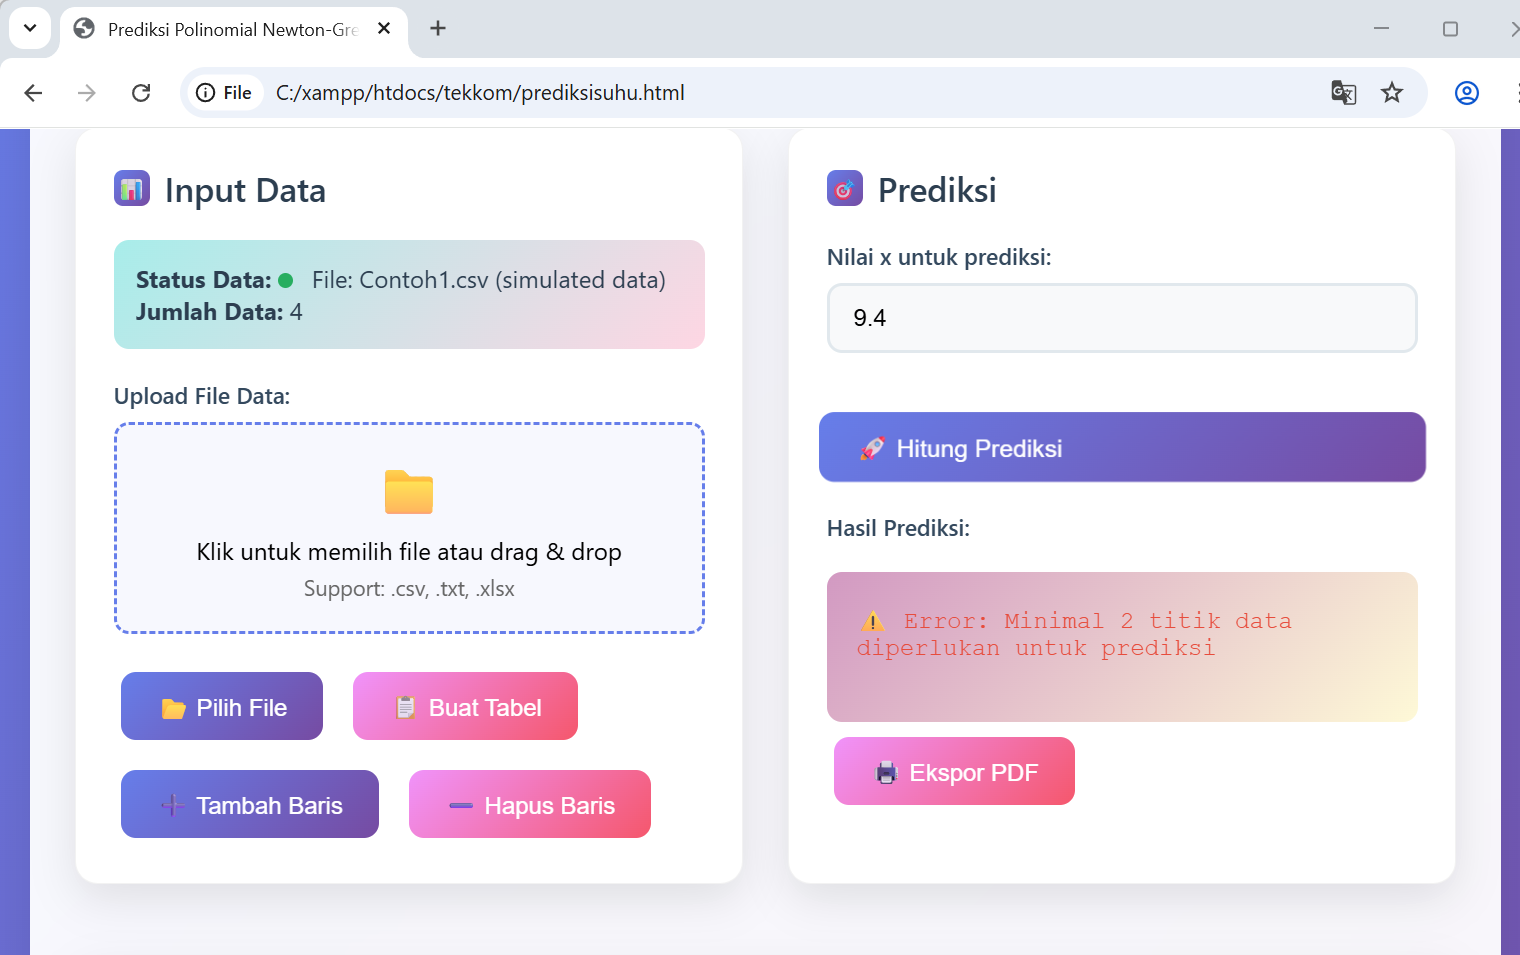 Prediksi Polinomial Newton-Gre
File
C:/xampp/htdocs/tekkom/prediksisuhu.html
Input Data
Status Data: File: Contoh1.csv (simulated data)
Jumlah Data: 4
Upload File Data:
Klik untuk memilih file atau drag & drop
Support: .csv, .txt, .xlsx
Pilih File
Buat Tabel
Tambah Baris
Hapus Baris
Prediksi
Nilai x untuk prediksi:
9.4
Hitung Prediksi
Hasil Prediksi:
Error: Minimal 2 titik data
diperlukan untuk prediksi
Ekspor PDF